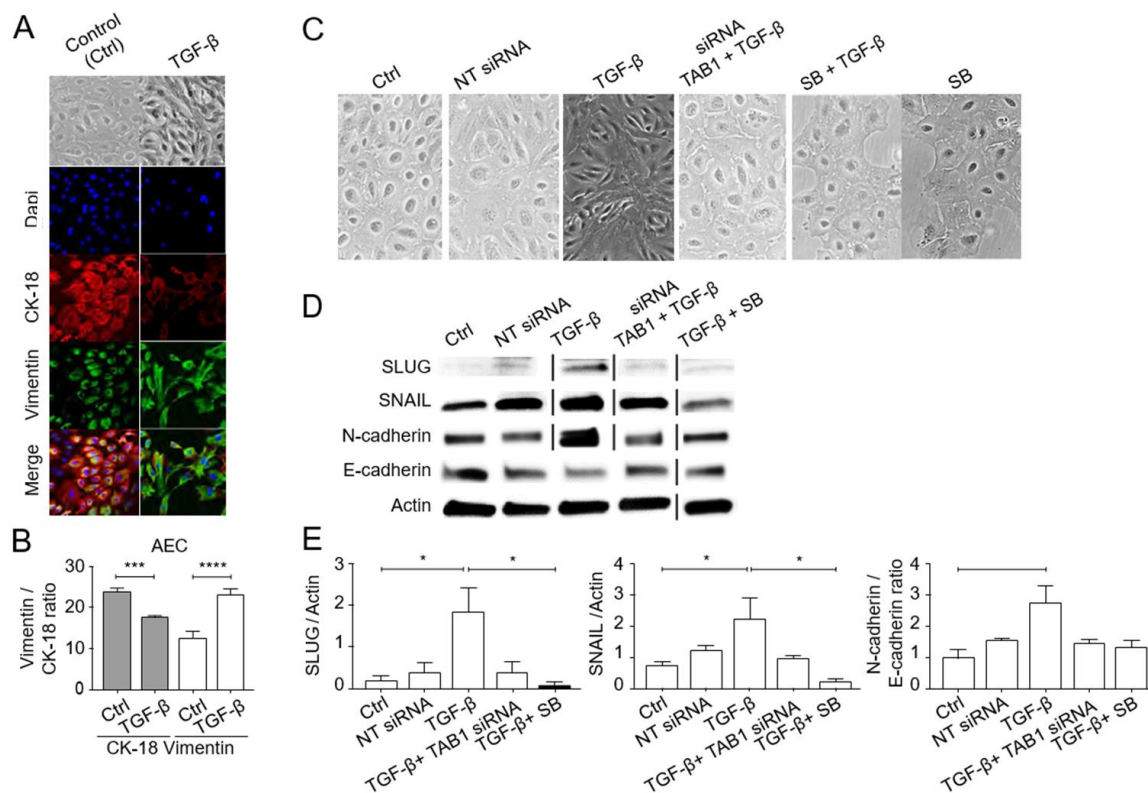 A
Control
(Ctrl)
TGF-β
Dapi
CK-18
Vimentin
Merge
B
AEC
Vimentin /
CK-18 ratio
30
20
10
0
***
****
Ctrl
TGF-β
Ctrl
TGF-β
CK-18 Vimentin
C
Ctrl
NT siRNA
TGF-β
siRNA
TAB1 + TGF-β
SB + TGF-β
SB
D
Ctrl
NT siRNA
TGF-β
siRNA
TAB1 + TGF-β
TGF-β + SB
SLUG
SNAIL
N-cadherin
E-cadherin
Actin
E
SLUG / Actin
3
2
1
0
*
*
Ctrl
NT siRNA
TGF-β
TGF-β+ TAB1 siRNA
TGF-β+ SB
SNAIL /Actin
4
3
2
1
0
*
*
Ctrl
NT siRNA
TGF-β
TGF-β+ TAB1 siRNA
TGF-β+ SB
N-cadherin /
E-cadherin ratio
4
3
2
1
0
Ctrl
NT siRNA
TGF-β
TGF-β+ TAB1 siRNA
TGF-β+ SB